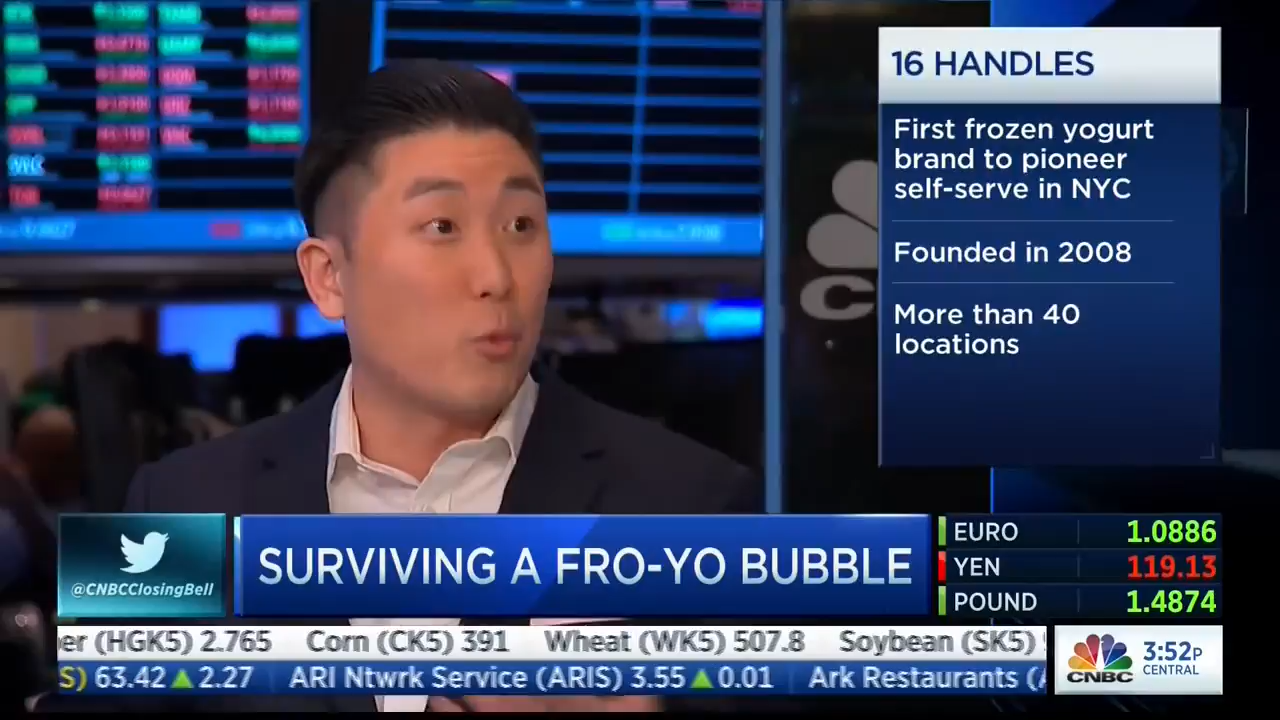 16 HANDLES
First frozen yogurt
brand to pioneer
self-serve in NYC
Founded in 2008
More than 40
locations
@CNBCClosingBell
SURVIVING A FRO-YO BUBBLE
EURO 1.0886
YEN 119.13
POUND 1.4874
er (HGK5) 2.765 Corn (CK5) 391 Wheat (WK5) 507.8 Soybean (SK5)
S) 63.42 ▲ 2.27 ARI Ntwrk Service (ARIS) 3.55 ▲ 0.01 Ark Restaurants (A
CNBC
3:52P
CENTRAL